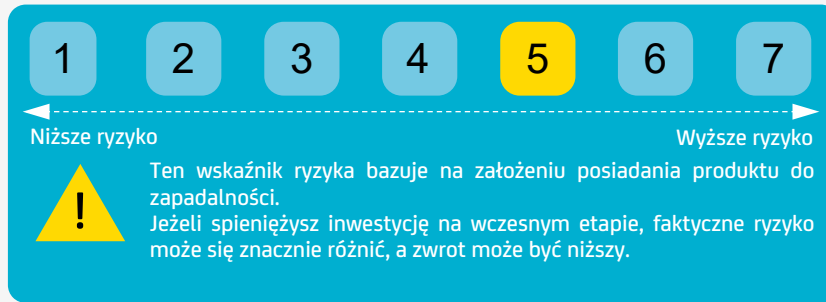 1 2 3 4 5 6 7
Niższe ryzyko Wyższe ryzyko
!
Ten wskaźnik ryzyka bazuje na założeniu posiadania produktu do
zapadalności.
Jeżeli spieniężysz inwestycję na wczesnym etapie, faktyczne ryzyko
może się znacznie różnić, a zwrot może być niższy.